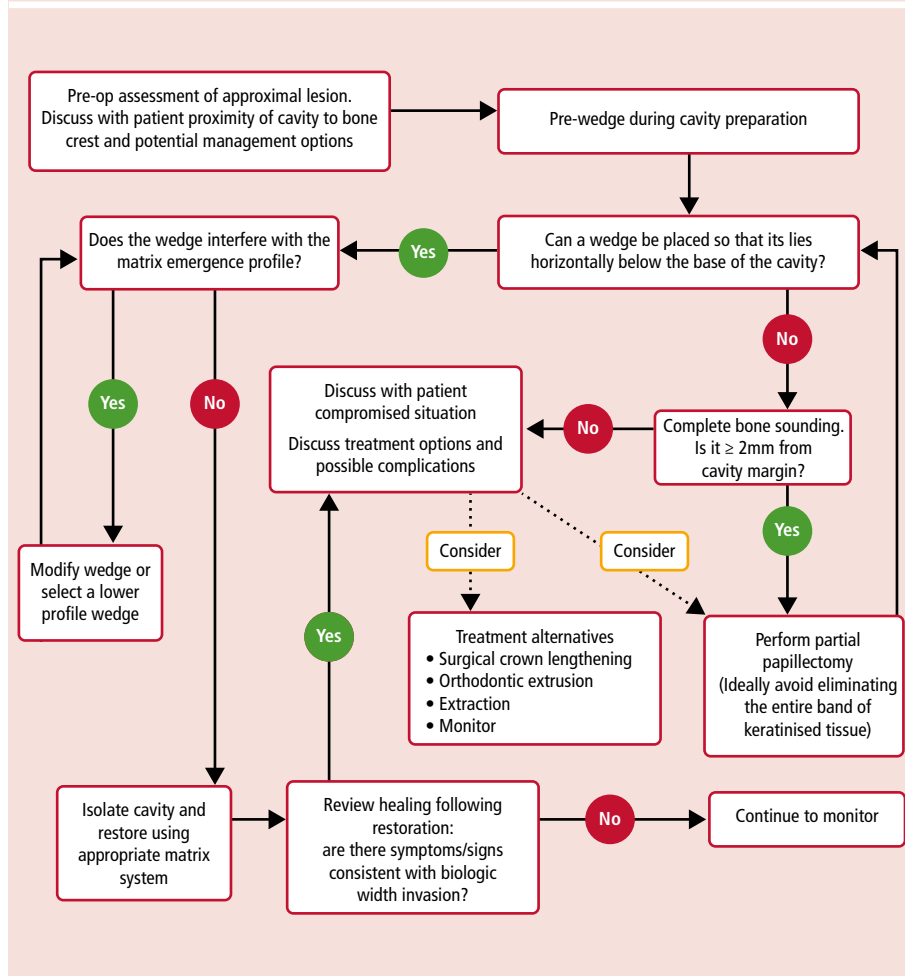 Pre-op assessment of approximal lesion.
Discuss with patient proximity of cavity to bone
crest and potential management options
Pre-wedge during cavity preparation
Does the wedge interfere with the
matrix emergence profile?
Yes
Can a wedge be placed so that its lies
horizontally below the base of the cavity?
No
Yes
No
Discuss with patient
compromised situation
Discuss treatment options and
possible complications
No
Complete bone sounding.
Is it ≥ 2mm from
cavity margin?
Yes
Consider
Consider
Modify wedge or
select a lower
profile wedge
Yes
Treatment alternatives
• Surgical crown lengthening
• Orthodontic extrusion
• Extraction
• Monitor
Perform partial
papillectomy
(Ideally avoid eliminating
the entire band of
keratinised tissue)
Isolate cavity and
restore using
appropriate matrix
system
Review healing following
restoration:
are there symptoms/signs
consistent with biologic
width invasion?
No
Continue to monitor